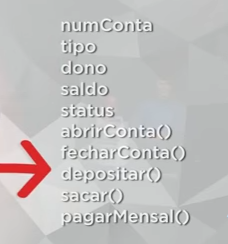 numConta
tipo
dono
saldo
status
abrirConta()
fecharConta()
depositar()
sacar()
pagarMensal()